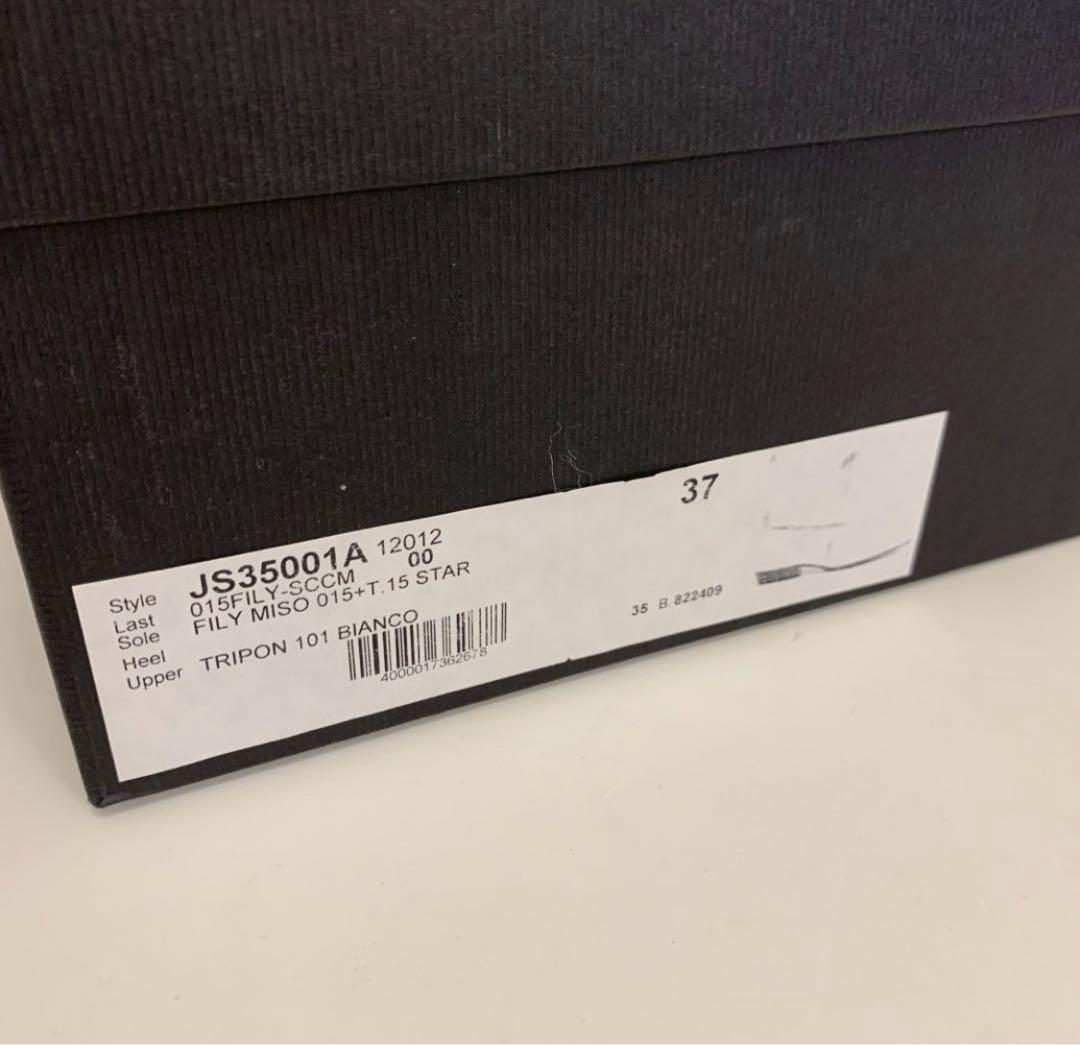 37
Style JS35001A 12012
Last 015FILY-SCCM 00
Sole FILY MISO 015+T.15 STAR
Heel
Upper TRIPON 101 BIANCO
4000017362678
35 B. 822409